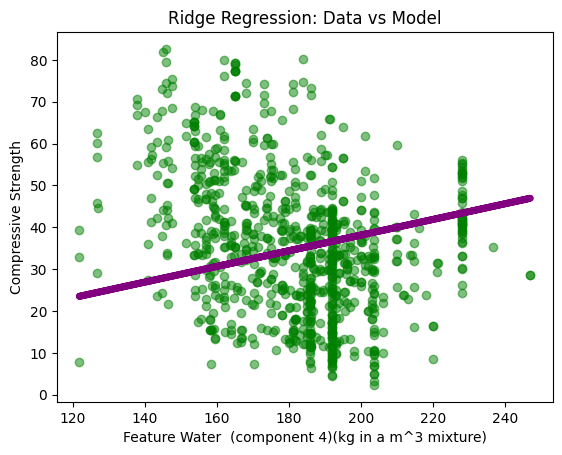 Ridge Regression: Data vs Model
Compressive Strength
80
70
60
50
40
30
20
10
0
120 140 160 180 200 220 240
Feature Water  (component 4)(kg in a m^3 mixture)